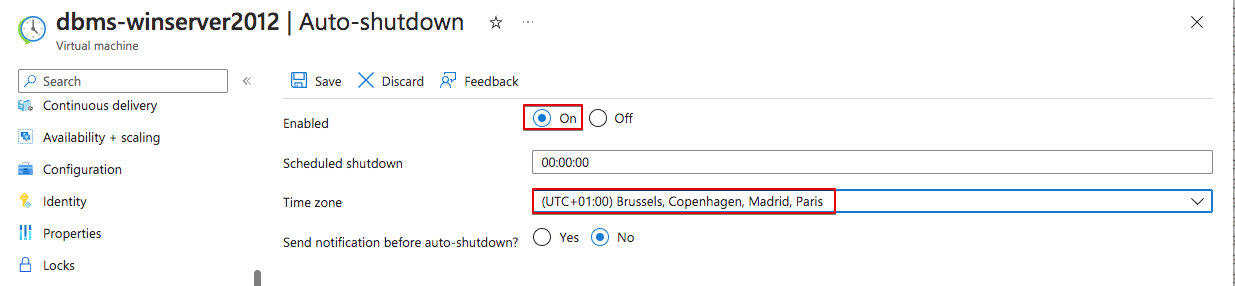 dbms-winserver2012 | Auto-shutdown
Virtual machine
Search
Save Discard Feedback
Continuous delivery
Availability + scaling
Configuration
Identity
Properties
Locks
Enabled On Off
Scheduled shutdown 00:00:00
Time zone (UTC+01:00) Brussels, Copenhagen, Madrid, Paris
Send notification before auto-shutdown? Yes No